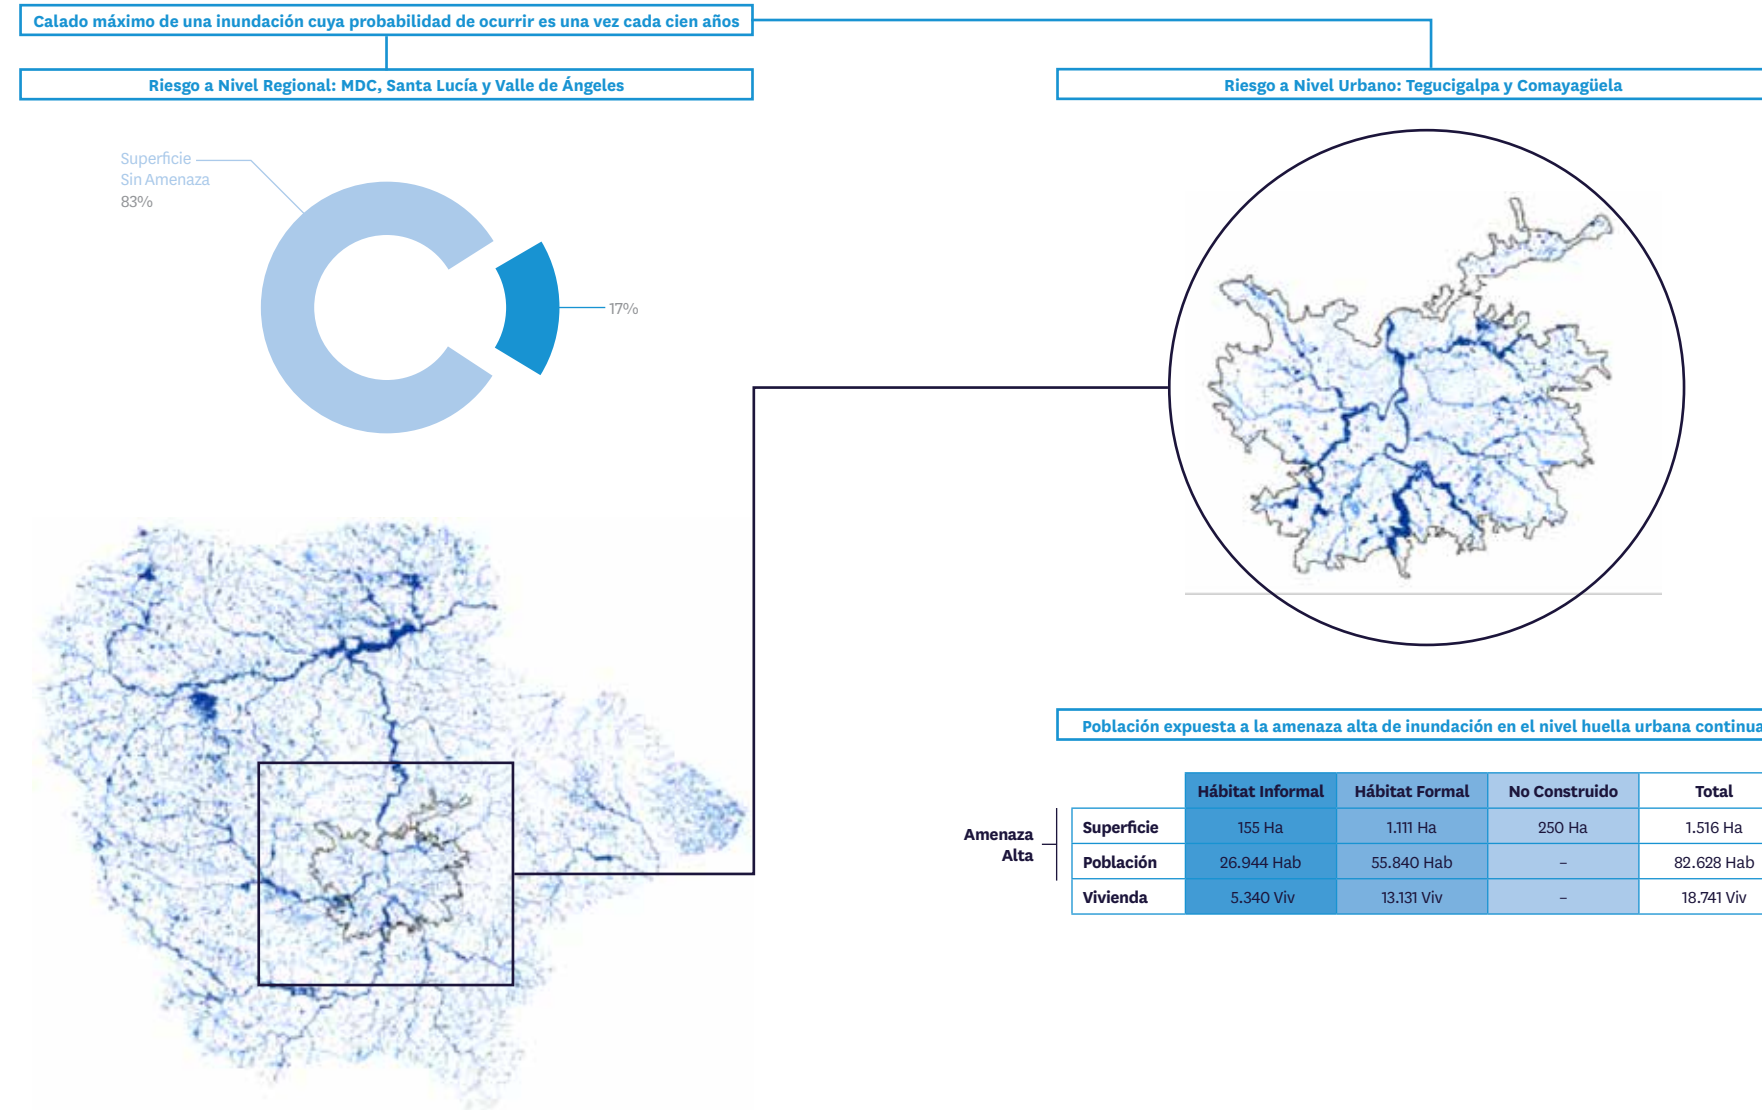 Calado máximo de una inundación cuya probabilidad de ocurrir es una vez cada cien años
Riesgo a Nivel Regional: MDC, Santa Lucía y Valle de Ángeles
Superficie
Sin Amenaza
83%
17%
Riesgo a Nivel Urbano: Tegucigalpa y Comayagüela
Población expuesta a la amenaza alta de inundación en el nivel huella urbana continua
Hábitat Informal Hábitat Formal No Construido Total
Amenaza
Alta
Superficie 155 Ha 1.111 Ha 250 Ha 1.516 Ha
Población 26.944 Hab 55.840 Hab – 82.628 Hab
Vivienda 5.340 Viv 13.131 Viv – 18.741 Viv